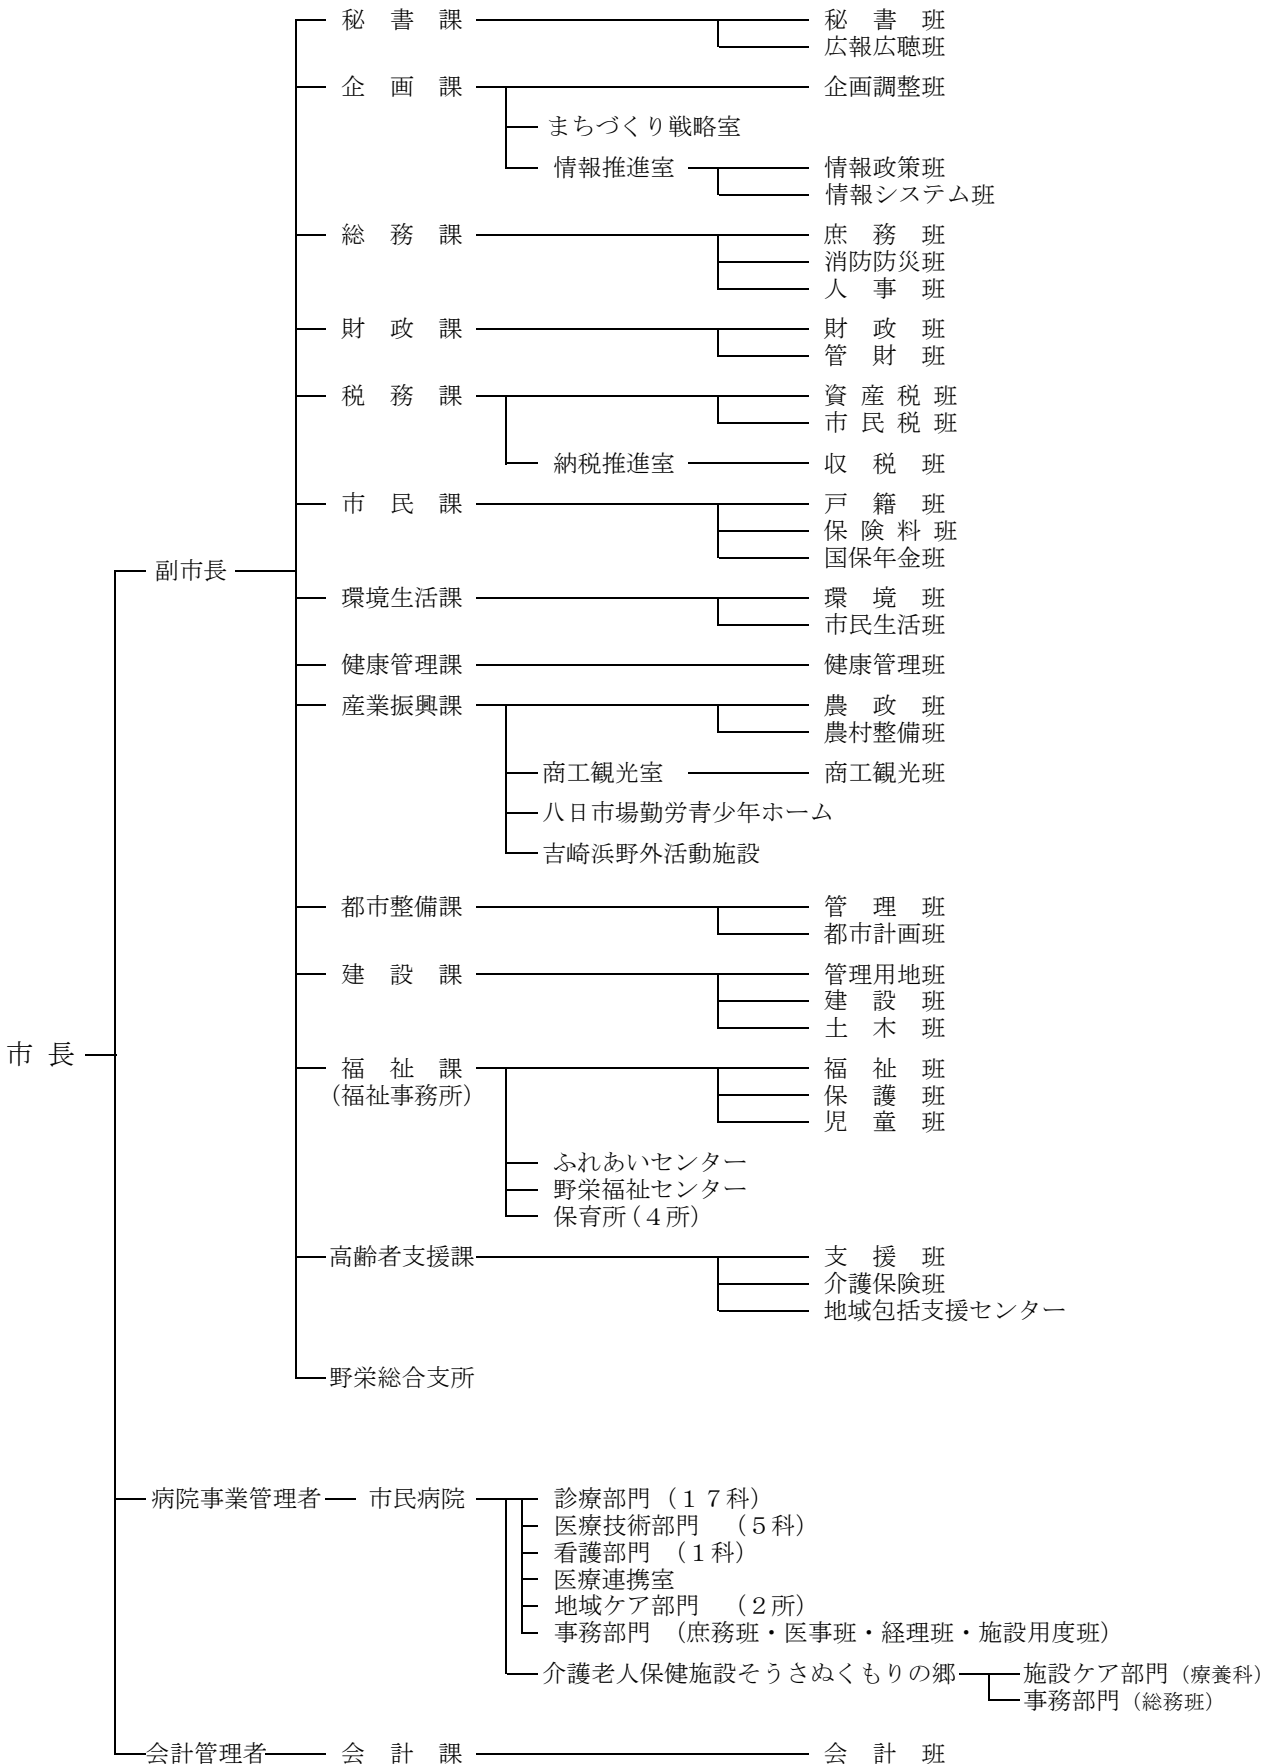 秘書課 秘書班
広報広聴班
企画課 企画調整班
まちづくり戦略室
情報推進室 情報政策班
情報システム班
総務課 庶務班
消防防災班
人事班
財政課 財政班
管財班
税務課 資産税班
市民税班
納税推進室 収税班
市民課 戸籍班
保険料班
国保年金班
副市長
環境生活課 環境班
市民生活班
健康管理課 健康管理班
産業振興課 農政班
農村整備班
商工観光室 商工観光班
八日市場勤労青少年ホーム
吉崎浜野外活動施設
都市整備課 管理班
都市計画班
建設課 管理用地班
建設班
土木班
市長
福祉課 福祉班
(福祉事務所) 保護班
児童班
ふれあいセンター
野栄福祉センター
保育所(4所)
高齢者支援課 支援班
介護保険班
地域包括支援センター
野栄総合支所
病院事業管理者 市民病院 診療部門(17科)
医療技術部門 (5科)
看護部門 (1科)
医療連携室
地域ケア部門 (2所)
事務部門 (庶務班・医事班・経理班・施設用度班)
介護老人保健施設そうさぬくもりの郷 施設ケア部門(療養科)
事務部門(総務班)
会計管理者 会計課 会計班